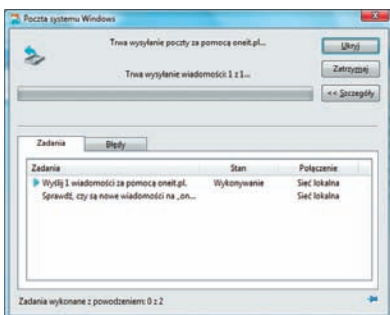 Poczta systemu Windows
Trwa wysyłanie poczty za pomocą oneit.pl...
Trwa wysyłanie wiadomości: 1 z 1...
Ukryj
Zatrzymaj
<< Szczegóły
Zadania Błędy
Zadania Stan Połączenie
Wyślij 1 wiadomości za pomocą oneit.pl. Wykonywanie Sieć lokalna
Sprawdź, czy są nowe wiadomości na „on... Sieć lokalna
Zadania wykonane z powodzeniem: 0 z 2